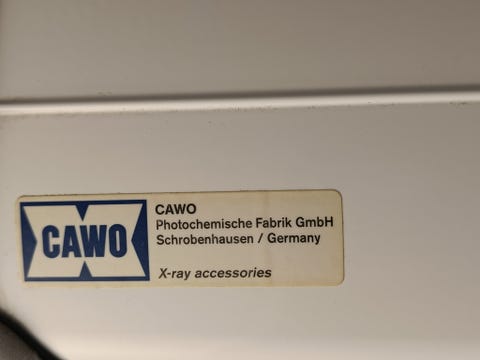 CAWO
CAWO
Photochemische Fabrik GmbH
Schrobenhausen / Germany
X-ray accessories